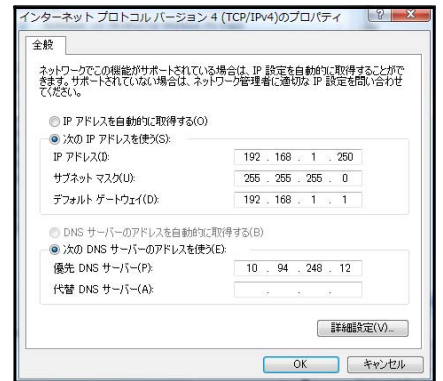 インターネット プロトコル バージョン 4 (TCP/IPv4)のプロパティ
全般
ネットワークでこの機能がサポートされている場合は、IP 設定を自動的に取得することがで
きます。サポートされていない場合は、ネットワーク管理者に適切な IP 設定を問い合わせ
てください。
IP アドレスを自動的に取得する(O)
次の IP アドレスを使う(S):
IP アドレス(I): 192 . 168 . 1 . 250
サブネット マスク(U): 255 . 255 . 255 . 0
デフォルト ゲートウェイ(D): 192 . 168 . 1 . 1
DNS サーバーのアドレスを自動的に取得する(B)
次の DNS サーバーのアドレスを使う(E):
優先 DNS サーバー(P): 10 . 94 . 248 . 12
代替 DNS サーバー(A): . . .
詳細設定(V)...
OK キャンセル